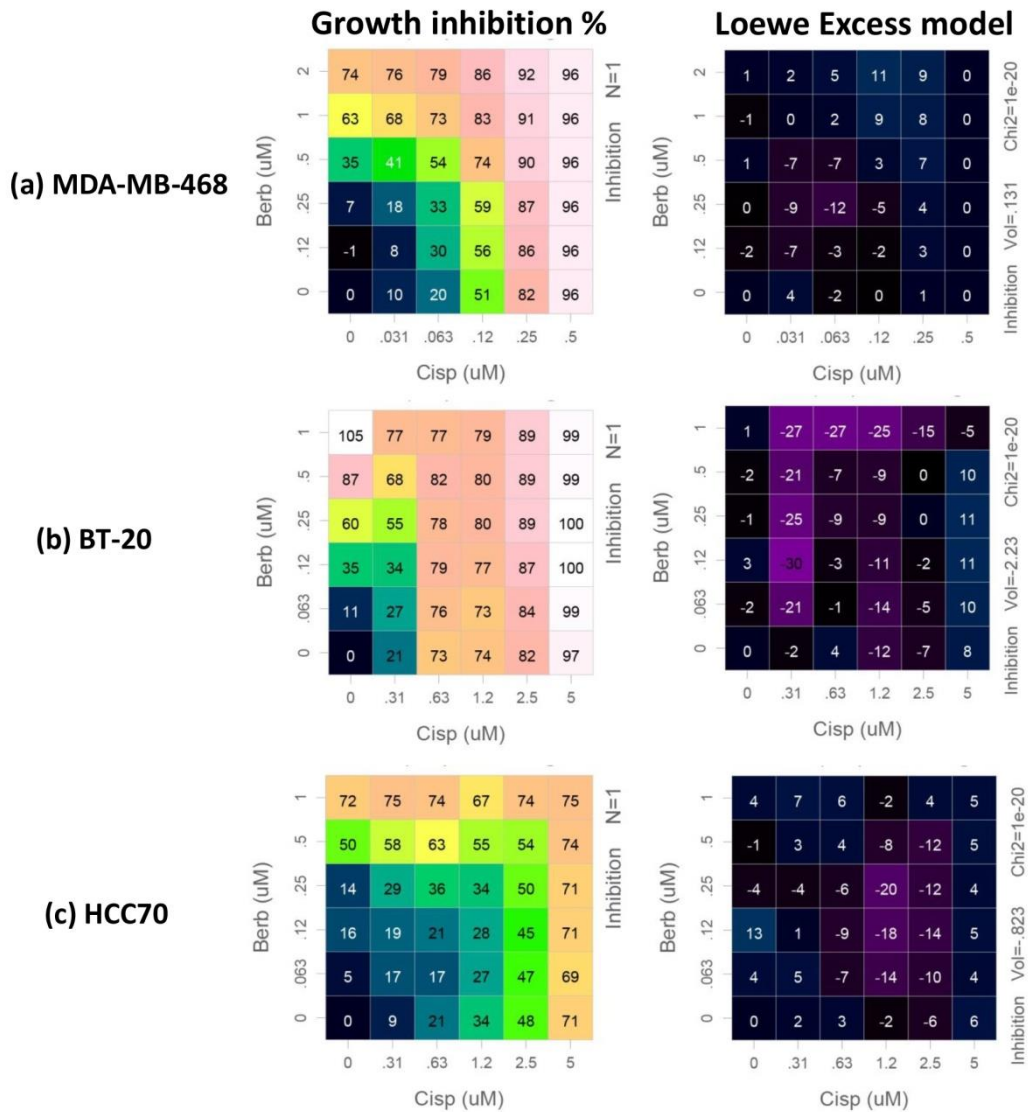 Growth inhibition %
Loewe Excess model
(a) MDA-MB-468
Berb (uM)
2 74 76 79 86 92 96
1 63 68 73 83 91 96
.5 35 41 54 74 90 96
.25 7 18 33 59 87 96
.12 -1 8 30 56 86 96
0 0 10 20 51 82 96
0 .031 .063 .12 .25 .5
Cisp (uM)
Inhibition N=1
Berb (uM)
2 1 2 5 11 9 0
1 -1 0 2 9 8 0
.5 1 -7 -7 3 7 0
.25 0 -9 -12 -5 4 0
.12 -2 -7 -3 -2 3 0
0 0 4 -2 0 1 0
0 .031 .063 .12 .25 .5
Cisp (uM)
Inhibition Vol=.131 Chi2=1e-20
(b) BT-20
Berb (uM)
1 105 77 77 79 89 99
.5 87 68 82 80 89 99
.25 60 55 78 80 89 100
.12 35 34 79 77 87 100
.063 11 27 76 73 84 99
0 0 21 73 74 82 97
0 .31 .63 1.2 2.5 5
Cisp (uM)
Inhibition N=1
Berb (uM)
1 1 -27 -27 -25 -15 -5
.5 -2 -21 -7 -9 0 10
.25 -1 -25 -9 -9 0 11
.12 3 -30 -3 -11 -2 11
.063 -2 -21 -1 -14 -5 10
0 0 -2 4 -12 -7 8
0 .31 .63 1.2 2.5 5
Cisp (uM)
Inhibition Vol=-2.23 Chi2=1e-20
(c) HCC70
Berb (uM)
1 72 75 74 67 74 75
.5 50 58 63 55 54 74
.25 14 29 36 34 50 71
.12 16 19 21 28 45 71
.063 5 17 17 27 47 69
0 0 9 21 34 48 71
0 .31 .63 1.2 2.5 5
Cisp (uM)
Inhibition N=1
Berb (uM)
1 4 7 6 -2 4 5
.5 -1 3 4 -8 -12 5
.25 -4 -4 -6 -20 -12 4
.12 13 1 -9 -18 -14 5
.063 4 5 -7 -14 -10 4
0 0 2 3 -2 -6 6
0 .31 .63 1.2 2.5 5
Cisp (uM)
Inhibition Vol=-.823 Chi2=1e-20